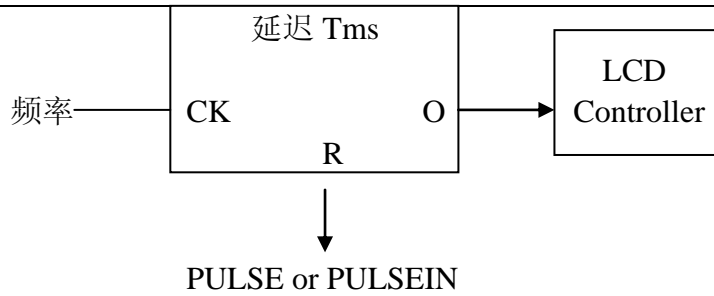 延迟 Tms
LCD
频率
CK
O
Controller
R
PULSE or PULSEIN